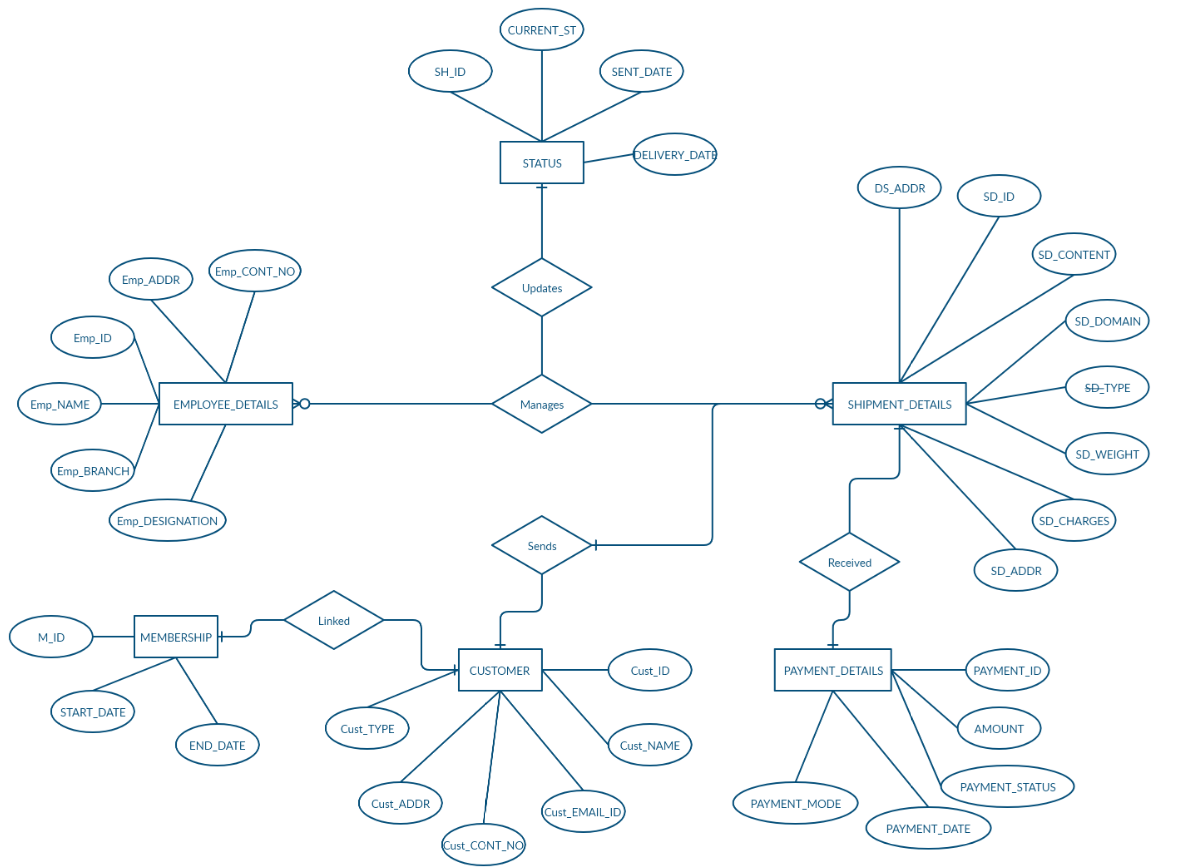 CURRENT_ST
SH_ID
SENT_DATE
DELIVERY_DATE
STATUS
DS_ADDR
SD_ID
SD_CONTENT
Emp_CONT_NO
Emp_ADDR
Updates
SD_DOMAIN
Emp_ID
SD_TYPE
Emp_NAME
EMPLOYEE_DETAILS
Manages
SHIPMENT_DETAILS
SD_WEIGHT
Emp_BRANCH
Emp_DESIGNATION
SD_CHARGES
Sends
Received
SD_ADDR
Linked
M_ID
MEMBERSHIP
CUSTOMER
Cust_ID
PAYMENT_DETAILS
PAYMENT_ID
START_DATE
Cust_TYPE
AMOUNT
END_DATE
Cust_NAME
PAYMENT_STATUS
Cust_ADDR
Cust_EMAIL_ID
PAYMENT_MODE
PAYMENT_DATE
Cust_CONT_NO